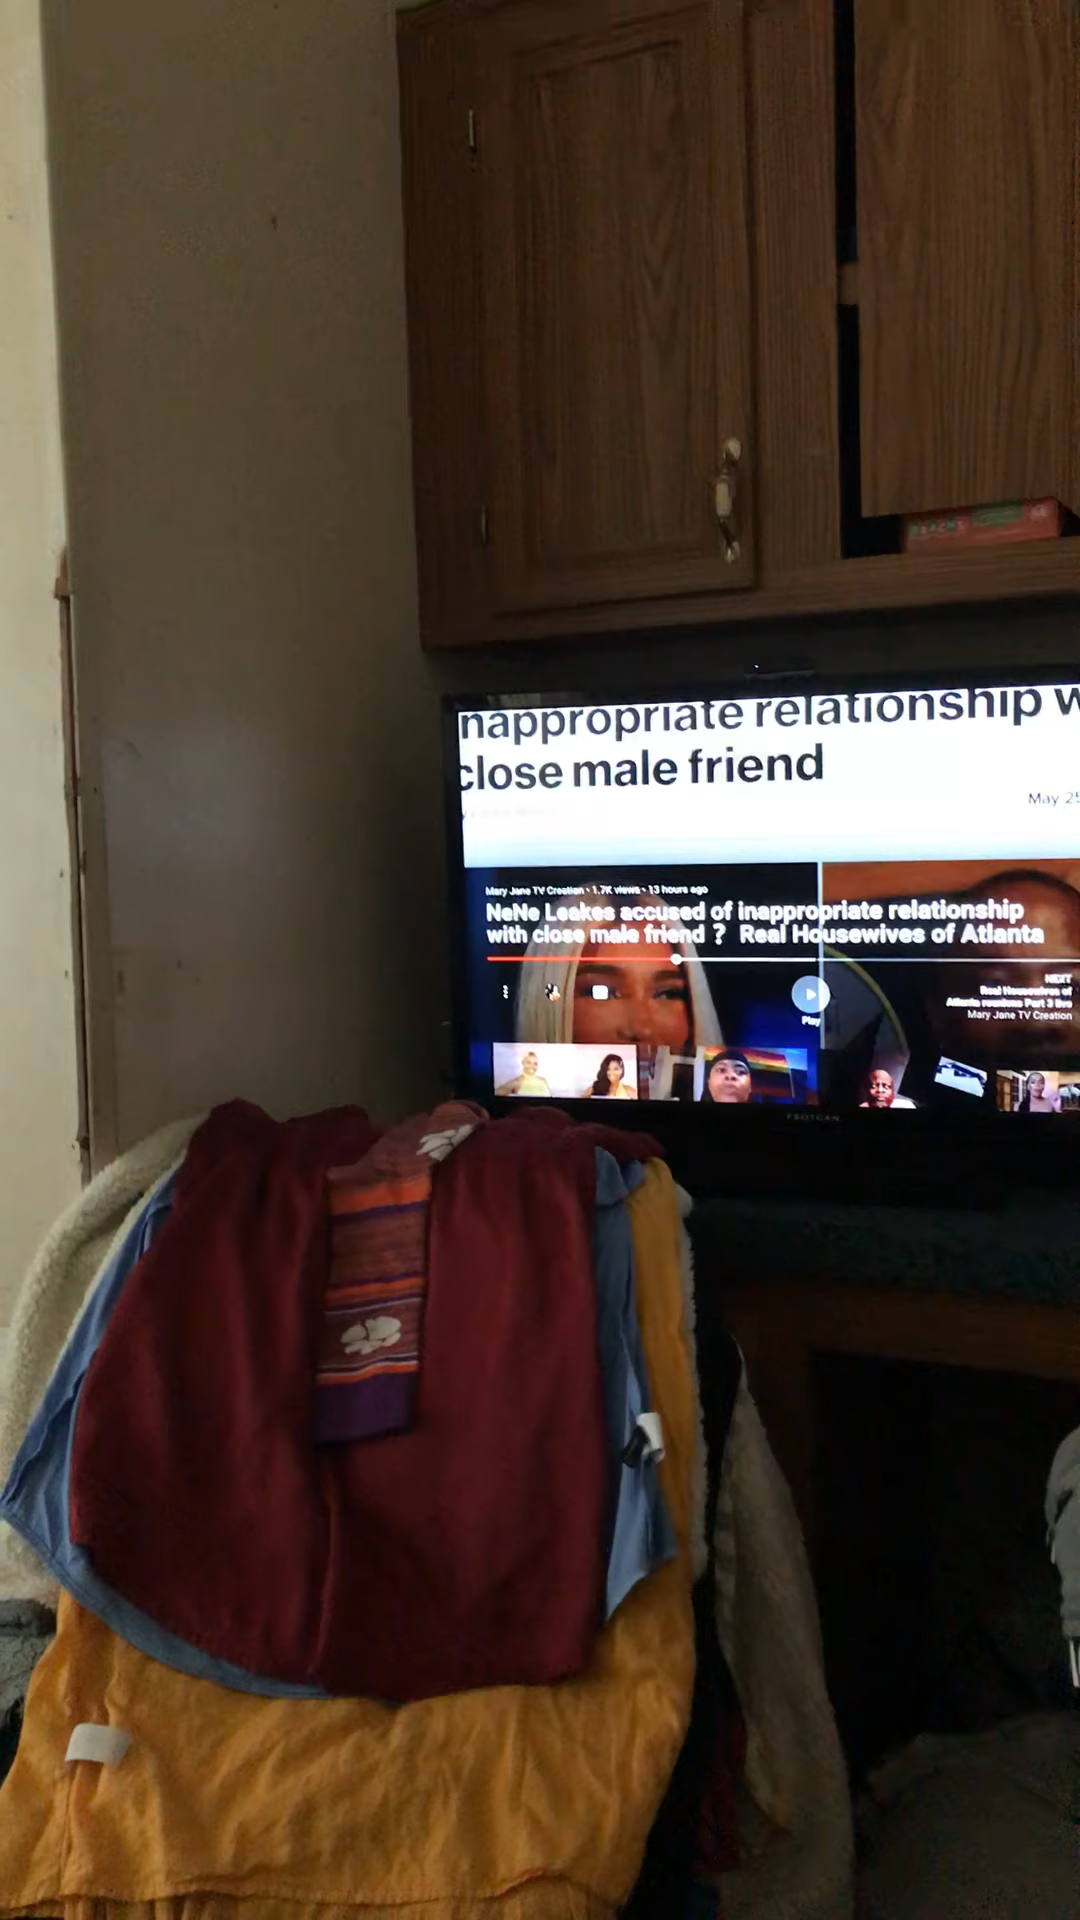 nappropriate relationship w
close male friend
May 25
Mary Jane TV Creation • 1.7K views • 13 hours ago
NeNe Leakes accused of inappropriate relationship
with close male friend ? Real Housewives of Atlanta
NEXT
Real Housewives of
Atlanta reunion Part 3 live
Mary Jane TV Creation
Play